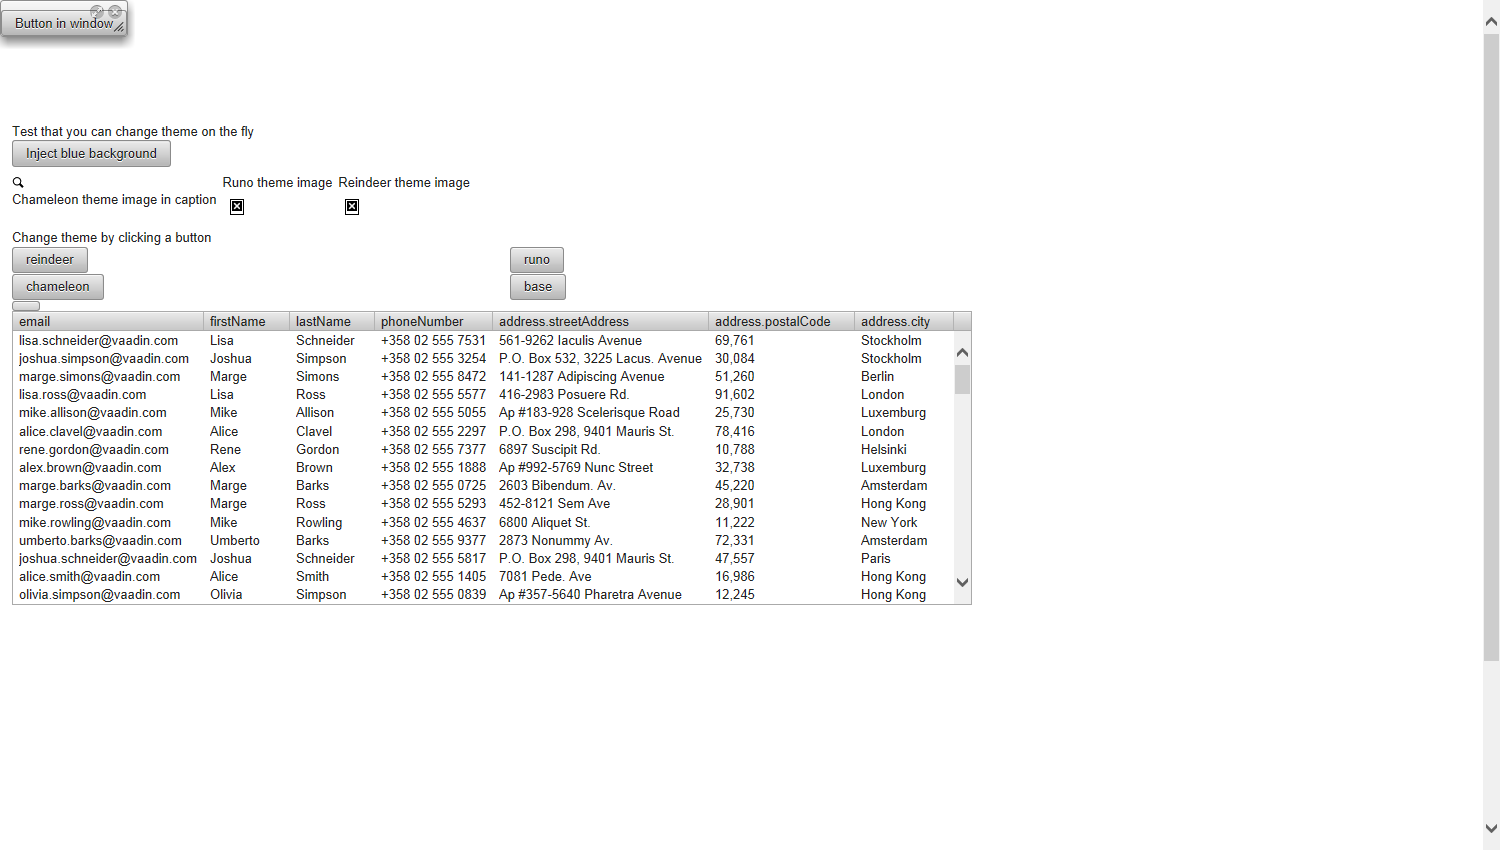 Button in window
Test that you can change theme on the fly
Inject blue background
Runo theme image Reindeer theme image
Chameleon theme image in caption
Change theme by clicking a button
reindeer runo
chameleon base
email firstName lastName phoneNumber address.streetAddress address.postalCode address.city
lisa.schneider@vaadin.com Lisa Schneider +358 02 555 7531 561-9262 Iaculis Avenue 69,761 Stockholm
joshua.simpson@vaadin.com Joshua Simpson +358 02 555 3254 P.O. Box 532, 3225 Lacus. Avenue 30,084 Stockholm
marge.simons@vaadin.com Marge Simons +358 02 555 8472 141-1287 Adipiscing Avenue 51,260 Berlin
lisa.ross@vaadin.com Lisa Ross +358 02 555 5577 416-2983 Posuere Rd. 91,602 London
mike.allison@vaadin.com Mike Allison +358 02 555 5055 Ap #183-928 Scelerisque Road 25,730 Luxemburg
alice.clavel@vaadin.com Alice Clavel +358 02 555 2297 P.O. Box 298, 9401 Mauris St. 78,416 London
rene.gordon@vaadin.com Rene Gordon +358 02 555 7377 6897 Suscipit Rd. 10,788 Helsinki
alex.brown@vaadin.com Alex Brown +358 02 555 1888 Ap #992-5769 Nunc Street 32,738 Luxemburg
marge.barks@vaadin.com Marge Barks +358 02 555 0725 2603 Bibendum. Av. 45,220 Amsterdam
marge.ross@vaadin.com Marge Ross +358 02 555 5293 452-8121 Sem Ave 28,901 Hong Kong
mike.rowling@vaadin.com Mike Rowling +358 02 555 4637 6800 Aliquet St. 11,222 New York
umberto.barks@vaadin.com Umberto Barks +358 02 555 9377 2873 Nonummy Av. 72,331 Amsterdam
joshua.schneider@vaadin.com Joshua Schneider +358 02 555 5817 P.O. Box 298, 9401 Mauris St. 47,557 Paris
alice.smith@vaadin.com Alice Smith +358 02 555 1405 7081 Pede. Ave 16,986 Hong Kong
olivia.simpson@vaadin.com Olivia Simpson +358 02 555 0839 Ap #357-5640 Pharetra Avenue 12,245 Hong Kong